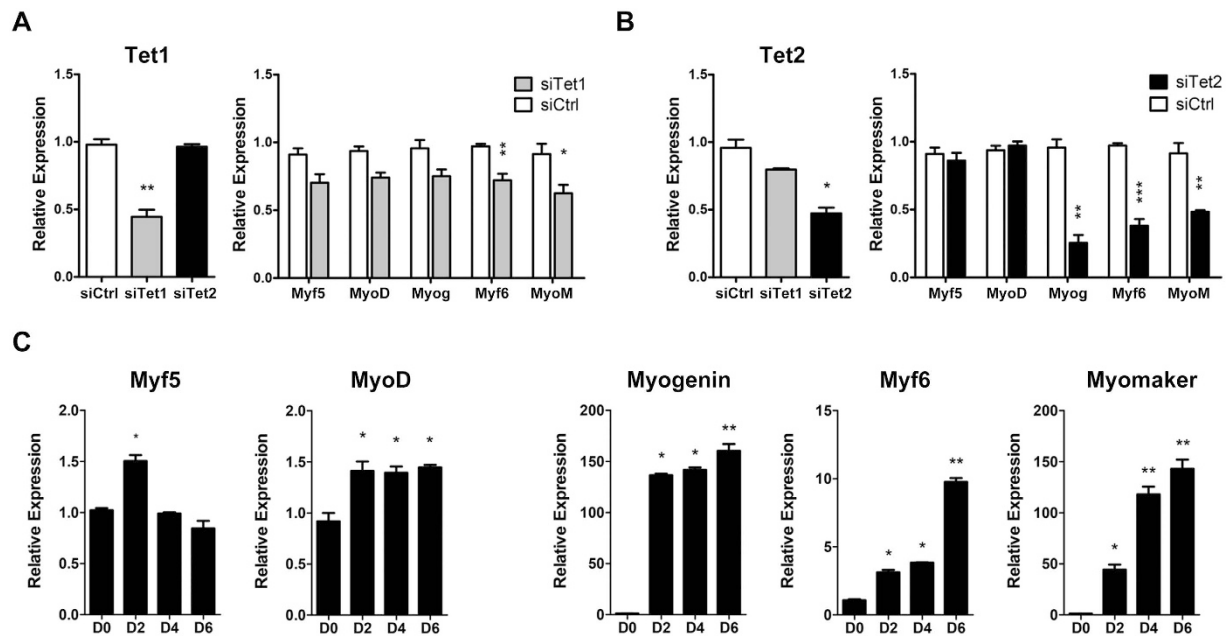 A
Tet1
Relative Expression
1.5
1.0
0.5
0.0
**
siCtrl siTet1 siTet2
Relative Expression
1.5
1.0
0.5
0.0
siTet1
siCtrl
**
*
Myf5 MyoD Myog Myf6 MyoM
B
Tet2
Relative Expression
1.5
1.0
0.5
0.0
*
siCtrl siTet1 siTet2
Relative Expression
1.5
1.0
0.5
0.0
siTet2
siCtrl
**
***
**
Myf5 MyoD Myog Myf6 MyoM
C
Myf5
Relative Expression
2.0
1.5
1.0
0.5
0.0
*
D0 D2 D4 D6
MyoD
Relative Expression
2.0
1.5
1.0
0.5
0.0
* * *
D0 D2 D4 D6
Myogenin
Relative Expression
200
150
100
50
0
* * **
D0 D2 D4 D6
Myf6
Relative Expression
15
10
5
0
* * **
D0 D2 D4 D6
Myomaker
Relative Expression
200
150
100
50
0
* ** **
D0 D2 D4 D6